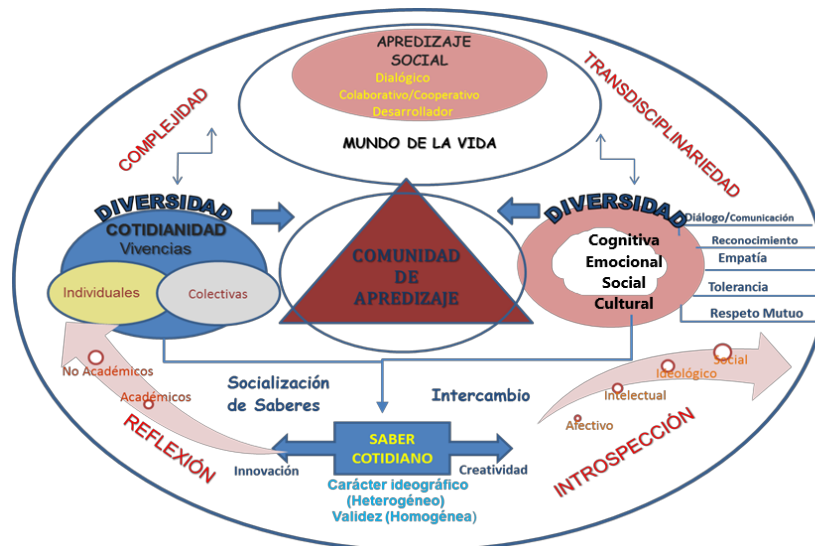 APREDIZAJE
SOCIAL
Dialógico
Colaborativo/Cooperativo
Desarrollador
MUNDO DE LA VIDA
COMPLEJIDAD
TRANSDISCIPLINARIEDAD
DIVERSIDAD
COTIDIANIDAD
Vivencias
Individuales
Colectivas
COMUNIDAD
DE
APREDIZAJE
DIVERSIDAD
Cognitiva
Emocional
Social
Cultural
Diálogo/Comunicación
Reconocimiento
Empatía
Tolerancia
Respeto Mutuo
No Académicos
Académicos
REFLEXIÓN
Socialización
de Saberes
Intercambio
Social
Ideológico
Intelectual
Afectivo
INTROSPECCIÓN
Innovación
SABER
COTIDIANO
Creatividad
Carácter ideográfico
(Heterogéneo)
Validez (Homogénea)